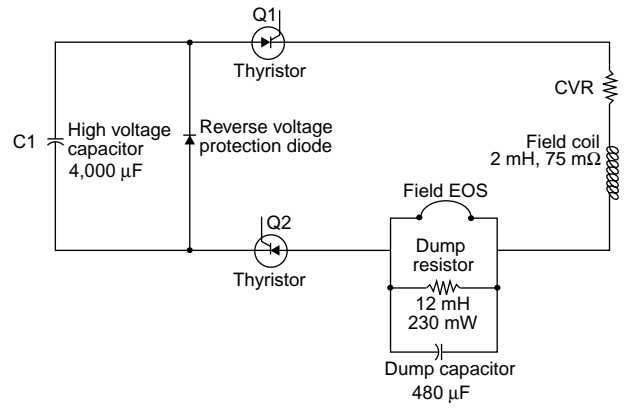 Q1
Thyristor
CVR
C1
High voltage
capacitor
4,000 μF
Reverse voltage
protection diode
Field coil
2 mH, 75 mΩ
Field EOS
Q2
Thyristor
Dump
resistor
12 mH
230 mW
Dump capacitor
480 μF